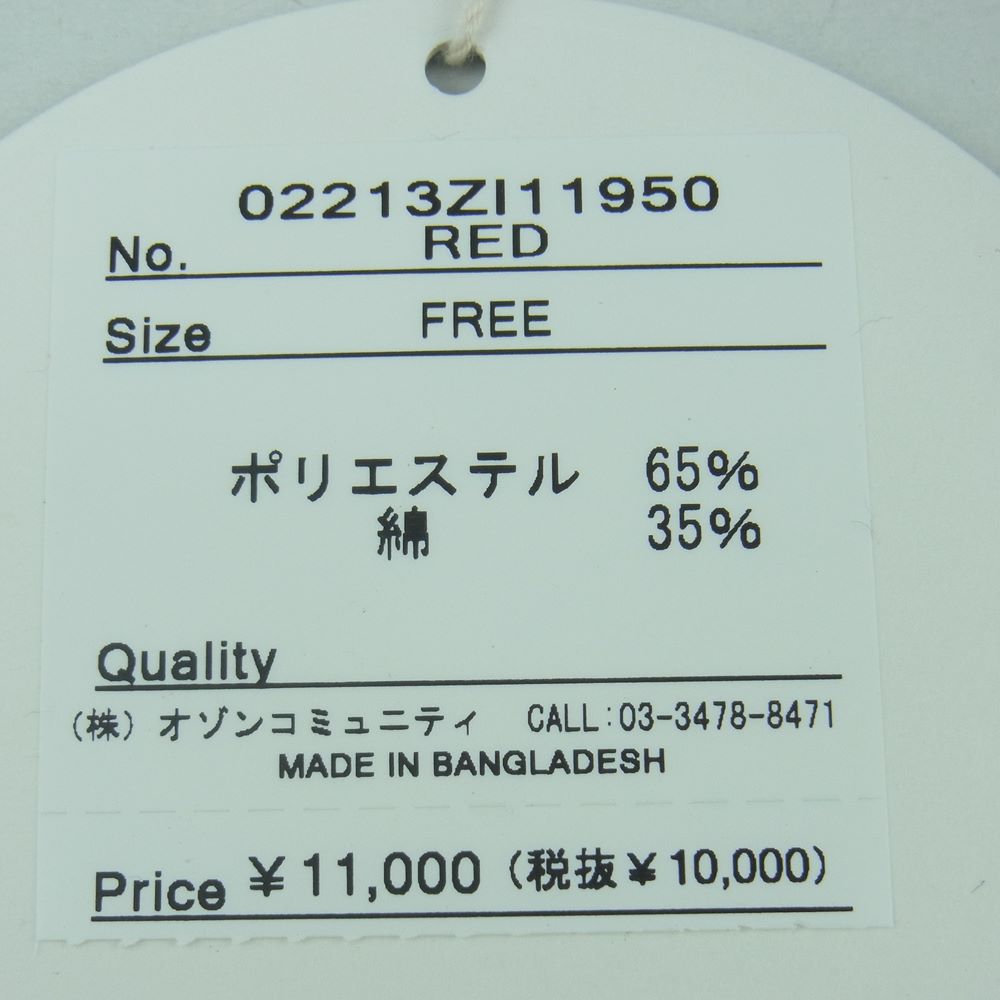 02213ZI11950
No. RED
Size FREE
ポリエステル 65%
綿 35%
Quality
(株) オゾンコミュニティ CALL:03-3478-8471
MADE IN BANGLADESH
Price ¥11,000 (税抜¥10,000)